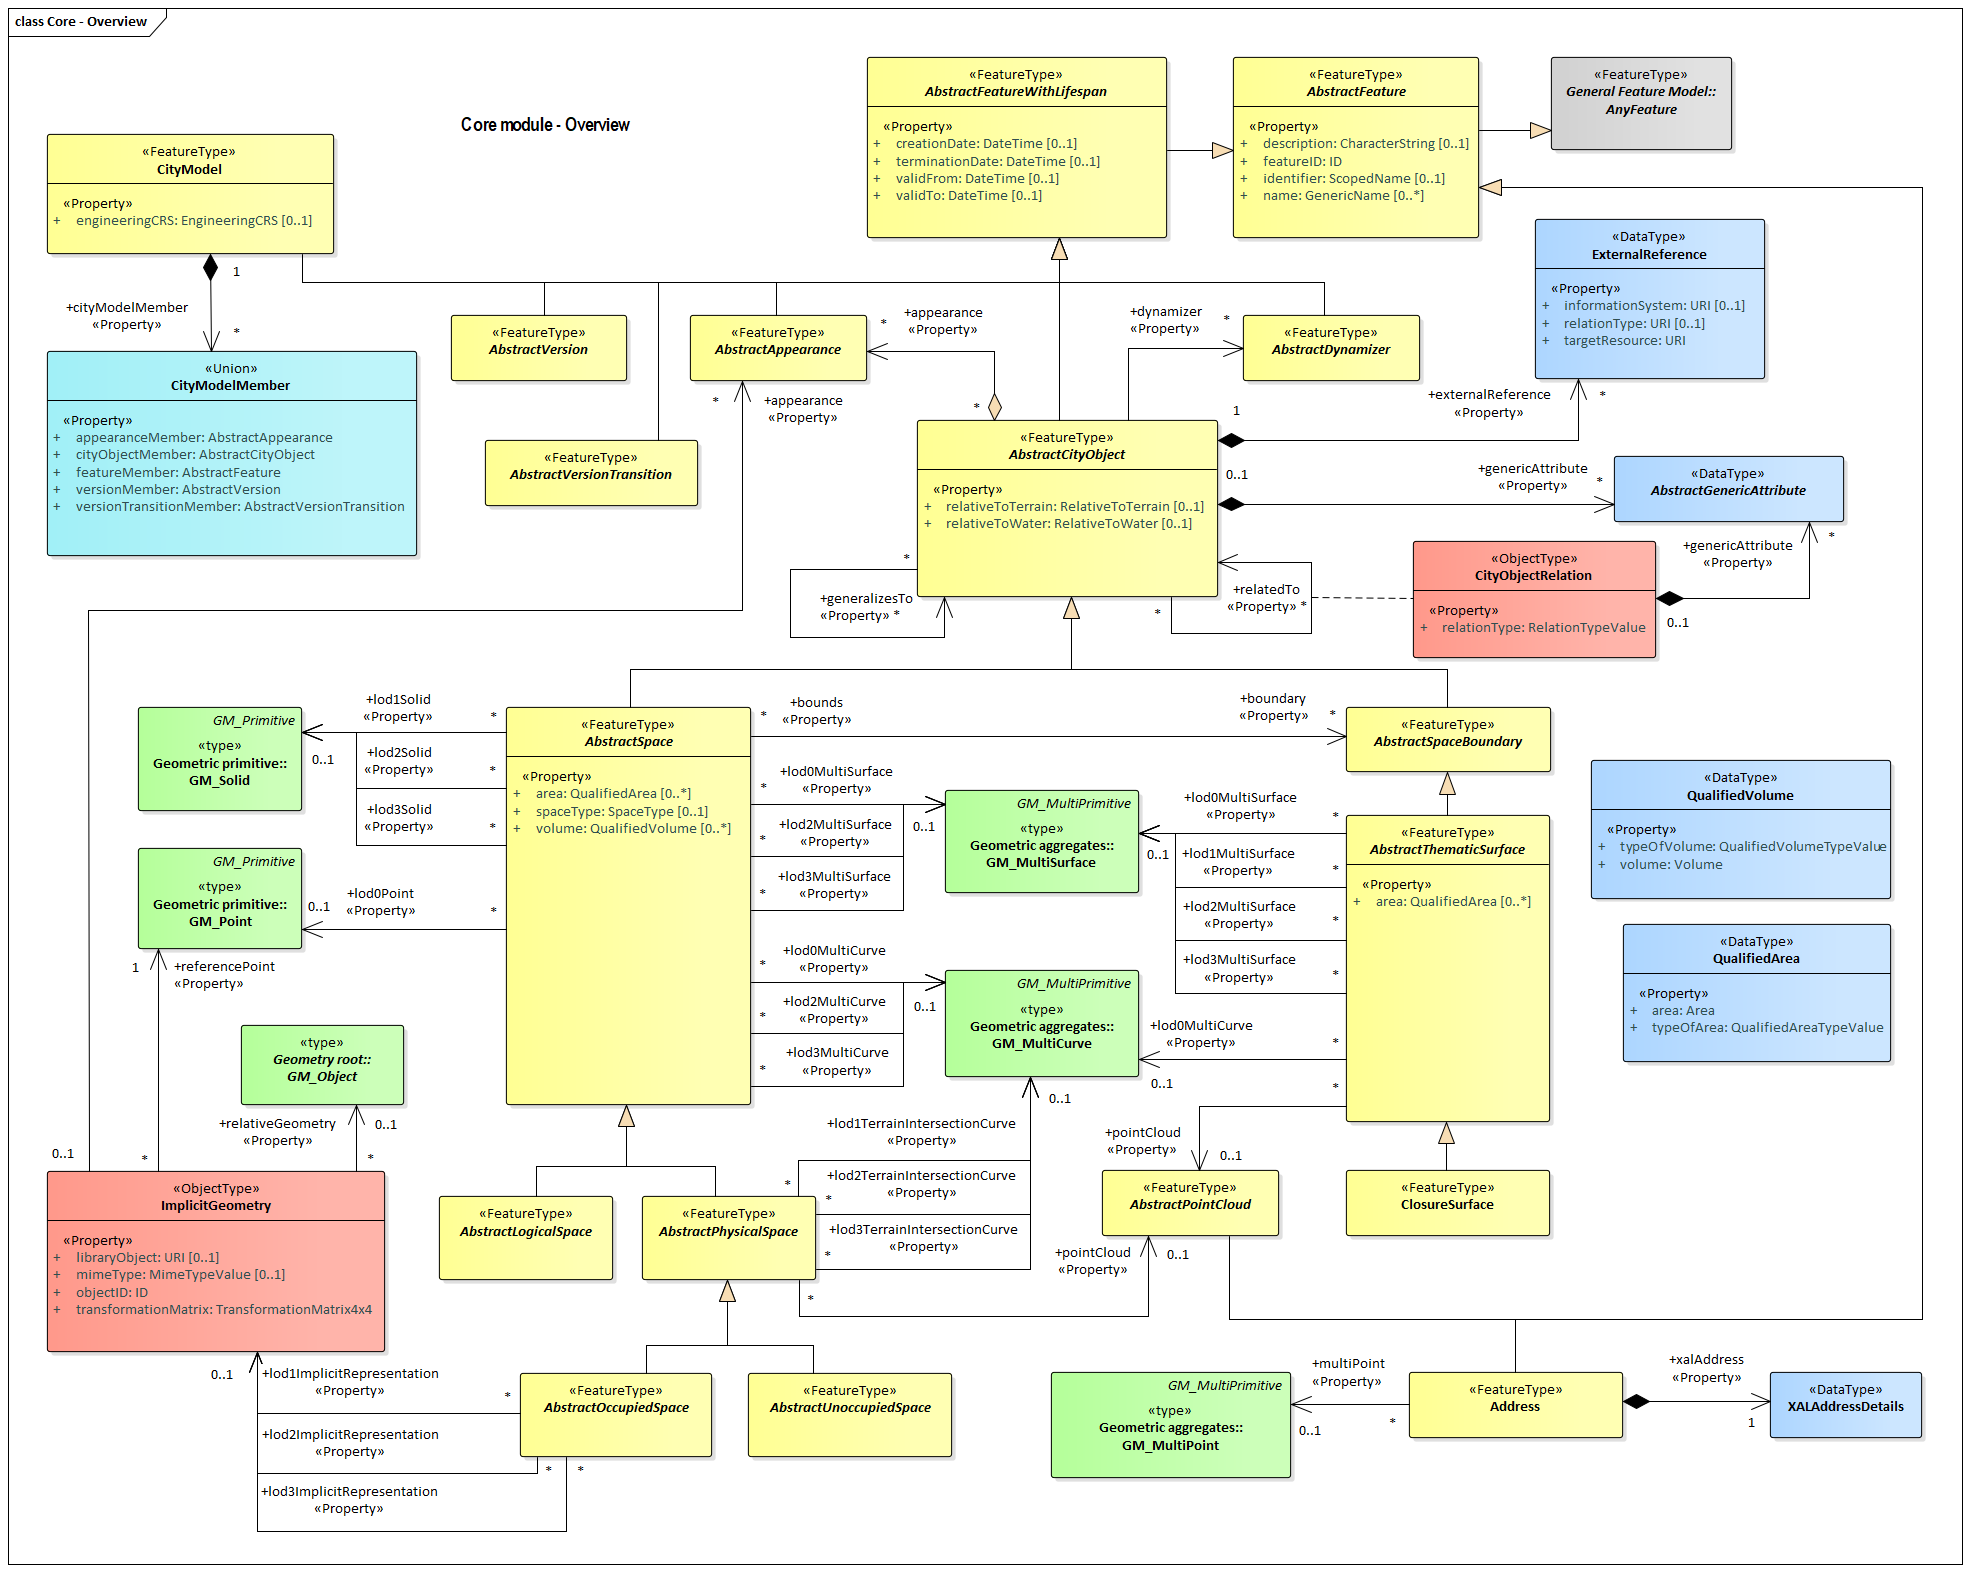 class Core - Overview
Core module - Overview
«FeatureType»
AbstractFeatureWithLifespan
«Property»
+ creationDate: DateTime [0..1]
+ terminationDate: DateTime [0..1]
+ validFrom: DateTime [0..1]
+ validTo: DateTime [0..1]
«FeatureType»
AbstractFeature
«Property»
+ description: CharacterString [0..1]
+ featureID: ID
+ identifier: ScopedName [0..1]
+ name: GenericName [0..*]
«FeatureType»
General Feature Model::
AnyFeature
«FeatureType»
CityModel
«Property»
+ engineeringCRS: EngineeringCRS [0..1]
1
+cityModelMember
«Property»
*
«Union»
CityModelMember
«Property»
+ appearanceMember: AbstractAppearance
+ cityObjectMember: AbstractCityObject
+ featureMember: AbstractFeature
+ versionMember: AbstractVersion
+ versionTransitionMember: AbstractVersionTransition
«FeatureType»
AbstractVersion
«FeatureType»
AbstractVersionTransition
«FeatureType»
AbstractAppearance
*
+appearance
«Property»
*
*
+appearance
«Property»
+dynamizer
«Property»
*
«FeatureType»
AbstractDynamizer
«DataType»
ExternalReference
«Property»
+ informationSystem: URI [0..1]
+ relationType: URI [0..1]
+ targetResource: URI
+externalReference
«Property»
*
1
«FeatureType»
AbstractCityObject
«Property»
+ relativeToTerrain: RelativeToTerrain [0..1]
+ relativeToWater: RelativeToWater [0..1]
0..1
+genericAttribute
«Property»
*
«DataType»
AbstractGenericAttribute
+genericAttribute
«Property»
*
0..1
«ObjectType»
CityObjectRelation
«Property»
+ relationType: RelationTypeValue
*
+generalizesTo
«Property» *
+relatedTo
«Property» *
*
GM_Primitive
«type»
Geometric primitive::
GM_Solid
+lod1Solid
«Property»
*
0..1
+lod2Solid
«Property»
*
+lod3Solid
«Property»
*
GM_Primitive
«type»
Geometric primitive::
GM_Point
0..1
+lod0Point
«Property»
*
1
+referencePoint
«Property»
*
«FeatureType»
AbstractSpace
«Property»
+ area: QualifiedArea [0..*]
+ spaceType: SpaceType [0..1]
+ volume: QualifiedVolume [0..*]
*
+bounds
«Property»
+boundary
«Property»
*
«FeatureType»
AbstractSpaceBoundary
+lod0MultiSurface
«Property»
*
0..1
+lod2MultiSurface
«Property»
*
+lod3MultiSurface
«Property»
*
GM_MultiPrimitive
«type»
Geometric aggregates::
GM_MultiSurface
+lod0MultiSurface
«Property»
*
0..1
+lod1MultiSurface
«Property»
*
+lod2MultiSurface
«Property»
*
+lod3MultiSurface
«Property»
*
«FeatureType»
AbstractThematicSurface
«Property»
+ area: QualifiedArea [0..*]
«DataType»
QualifiedVolume
«Property»
+ typeOfVolume: QualifiedVolumeTypeValue
+ volume: Volume
«DataType»
QualifiedArea
«Property»
+ area: Area
+ typeOfArea: QualifiedAreaTypeValue
+lod0MultiCurve
«Property»
*
0..1
+lod2MultiCurve
«Property»
*
+lod3MultiCurve
«Property»
*
GM_MultiPrimitive
«type»
Geometric aggregates::
GM_MultiCurve
+lod0MultiCurve
«Property»
*
0..1
*
«type»
Geometry root::
GM_Object
+relativeGeometry
«Property»
0..1
*
0..1
«ObjectType»
ImplicitGeometry
«Property»
+ libraryObject: URI [0..1]
+ mimeType: MimeTypeValue [0..1]
+ objectID: ID
+ transformationMatrix: TransformationMatrix4x4
0..1
+lod1TerrainIntersectionCurve
«Property»
*
+lod2TerrainIntersectionCurve
«Property»
*
+lod3TerrainIntersectionCurve
«Property»
*
«FeatureType»
AbstractLogicalSpace
«FeatureType»
AbstractPhysicalSpace
*
+pointCloud
«Property»
0..1
+pointCloud
«Property»
0..1
«FeatureType»
AbstractPointCloud
«FeatureType»
ClosureSurface
0..1
+lod1ImplicitRepresentation
«Property»
*
+lod2ImplicitRepresentation
«Property»
*
+lod3ImplicitRepresentation
«Property»
*
«FeatureType»
AbstractOccupiedSpace
«FeatureType»
AbstractUnoccupiedSpace
GM_MultiPrimitive
«type»
Geometric aggregates::
GM_MultiPoint
+multiPoint
«Property»
0..1
*
«FeatureType»
Address
+xalAddress
«Property»
1
«DataType»
XALAddressDetails